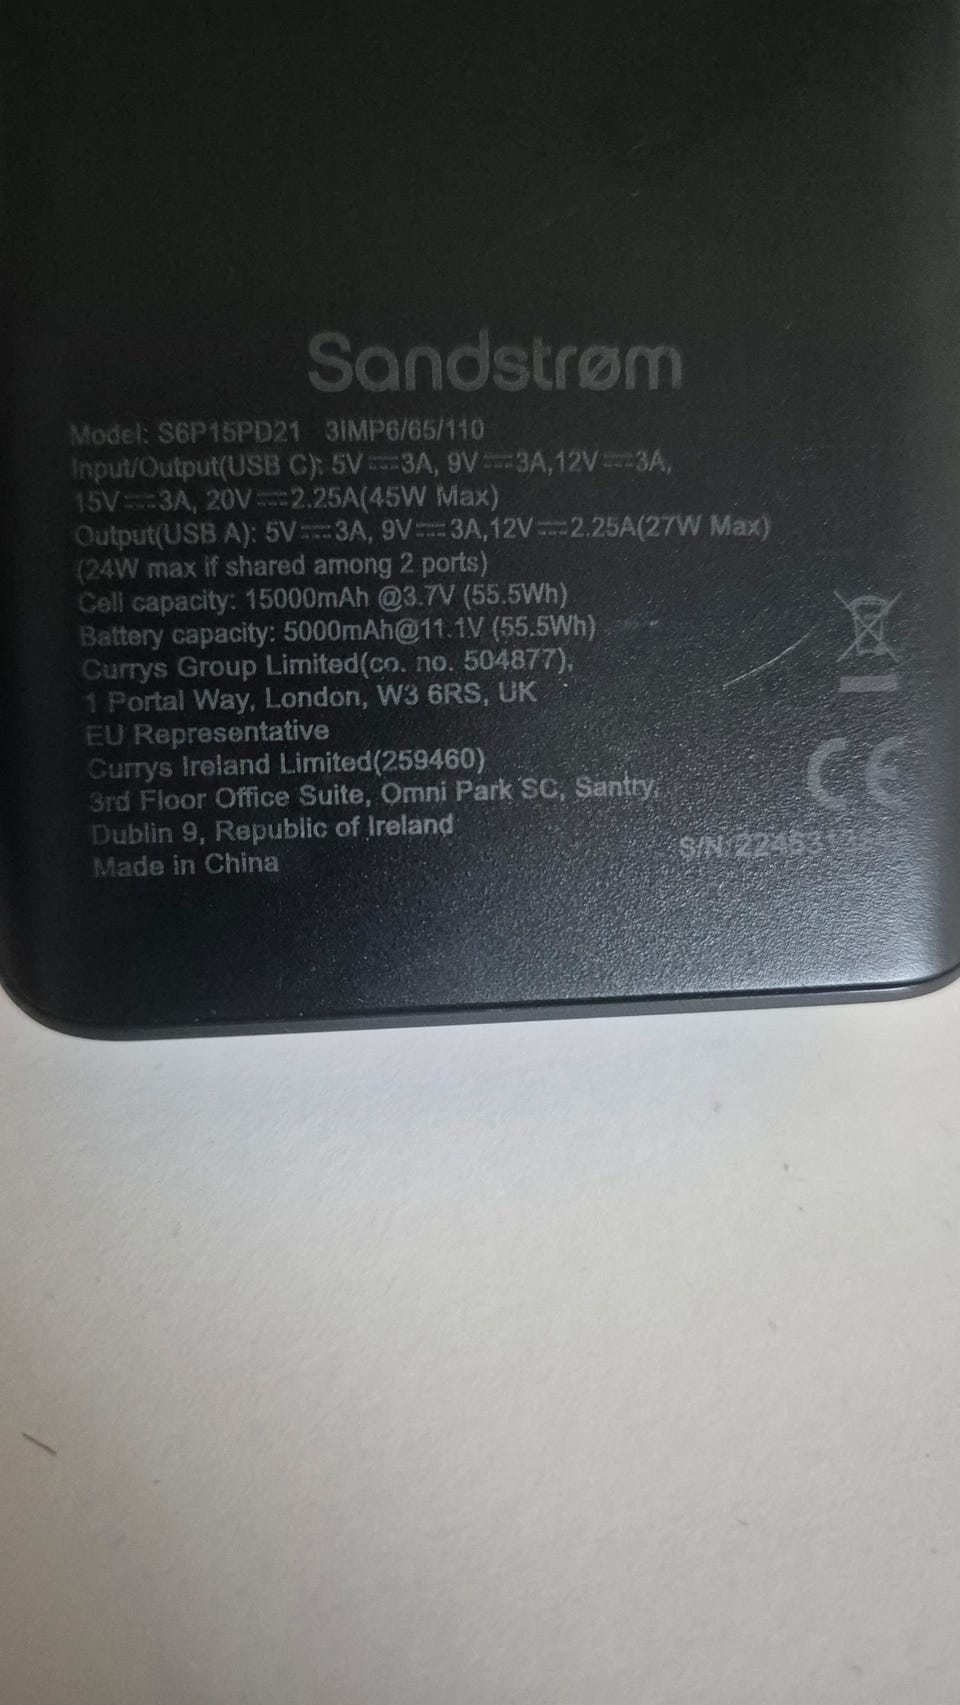 Sandstrøm
Model: S6P15PD21 3IMP6/65/110
Input/Output(USB C): 5V⎓3A, 9V⎓3A,12V⎓3A,
15V⎓3A, 20V⎓2.25A(45W Max)
Output(USB A): 5V⎓3A, 9V⎓3A,12V⎓2.25A(27W Max)
(24W max if shared among 2 ports)
Cell capacity: 15000mAh @3.7V (55.5Wh)
Battery capacity: 5000mAh@11.1V (55.5Wh)
Currys Group Limited(co. no. 504877),
1 Portal Way, London, W3 6RS, UK
EU Representative
Currys Ireland Limited(259460)
3rd Floor Office Suite, Omni Park SC, Santry,
Dublin 9, Republic of Ireland
Made in China
CE
S/N